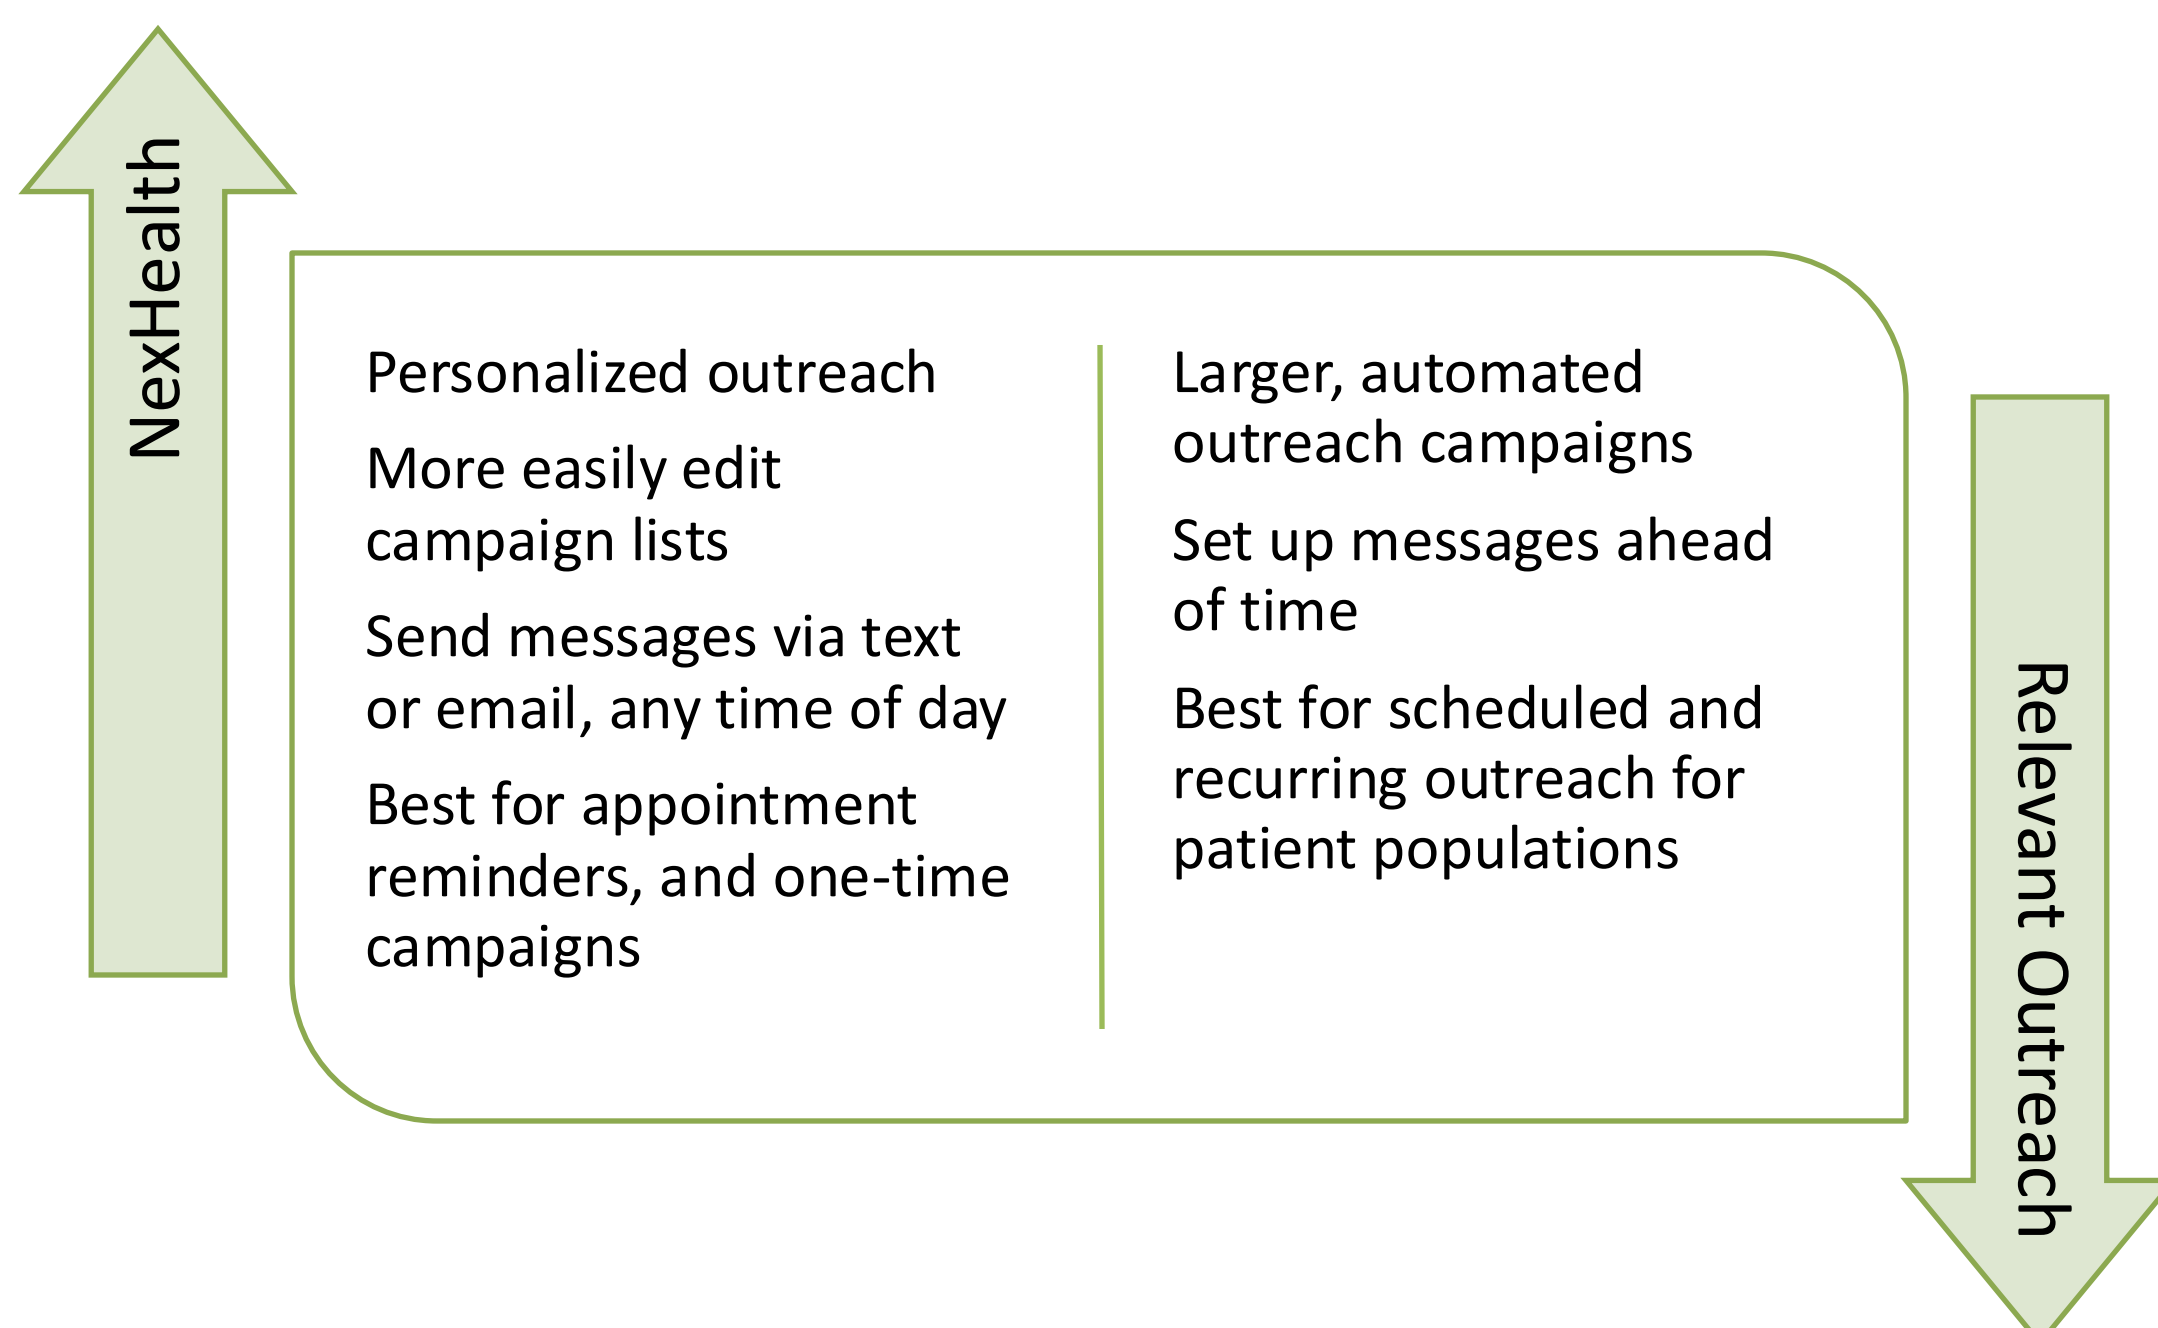 NexHealth
Personalized outreach
More easily edit
campaign lists
Send messages via text
or email, any time of day
Best for appointment
reminders, and one-time
campaigns
Larger, automated
outreach campaigns
Set up messages ahead
of time
Best for scheduled and
recurring outreach for
patient populations
Relevant Outreach